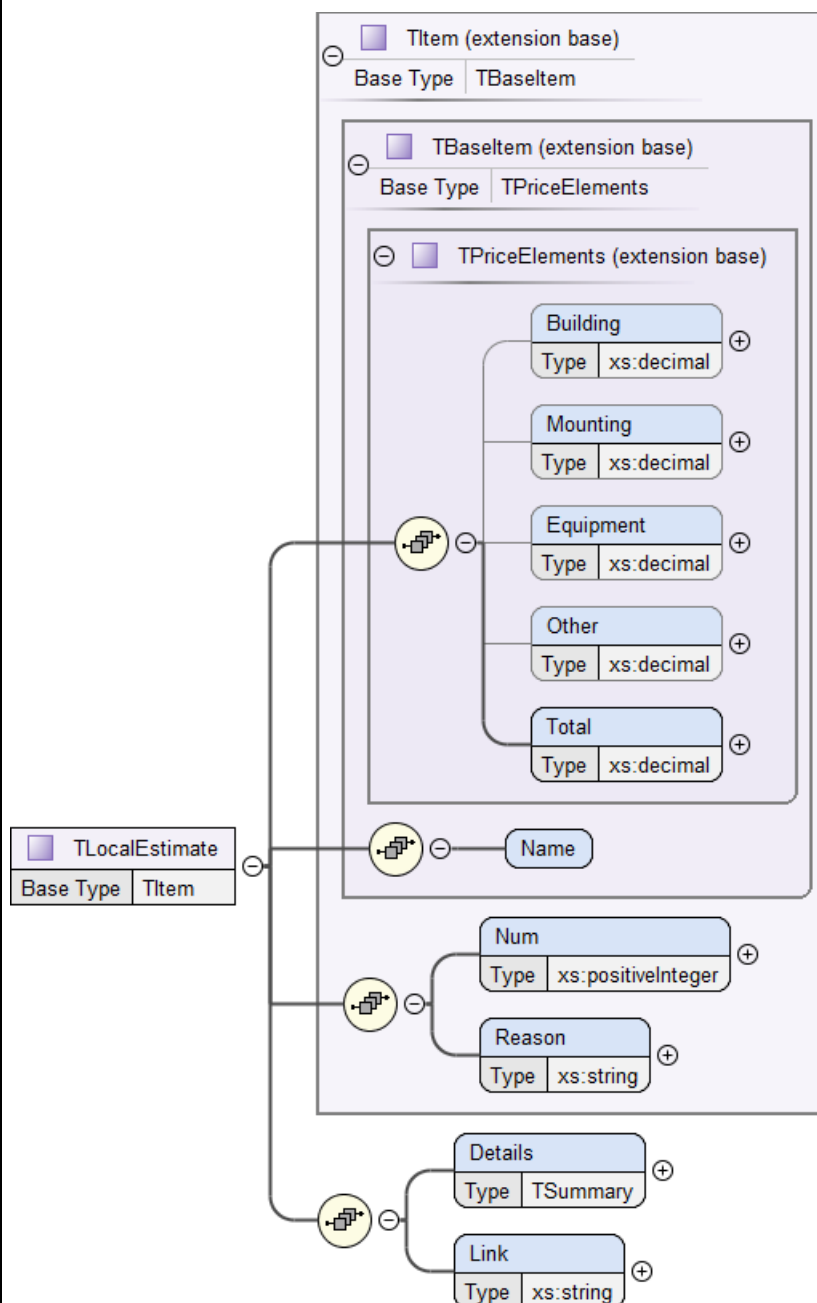 TItem (extension base)
Base Type TBaseItem
TBaseItem (extension base)
Base Type TPriceElements
TPriceElements (extension base)
Building
Type xs:decimal
Mounting
Type xs:decimal
Equipment
Type xs:decimal
Other
Type xs:decimal
Total
Type xs:decimal
TLocalEstimate
Base Type TItem
Name
Num
Type xs:positiveInteger
Reason
Type xs:string
Details
Type TSummary
Link
Type xs:string